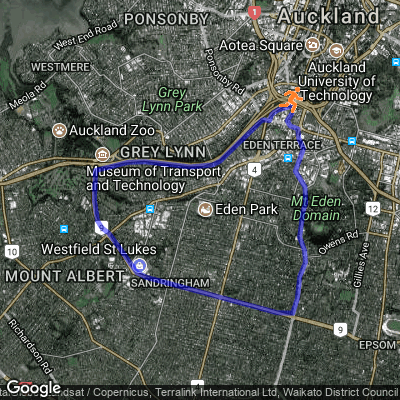 PONSONBY
Auckland
1
West End Road
Aotea Square
WESTMERE
Ponsonby Rd
Auckland
University of
Technology
Meola Rd
Grey
Lynn Park
Auckland Zoo
GREY LYNN
EDEN TERRACE
Museum of Transport
and Technology
4
Mt Eden
Domain
Eden Park
12
9
10
Westfield St Lukes
Owens Rd
Gillies Ave
MOUNT ALBERT
SANDRINGHAM
9
EPSOM
Richardson Rd
Google
/ Copernicus, Terralink International Ltd, Waikato District Council